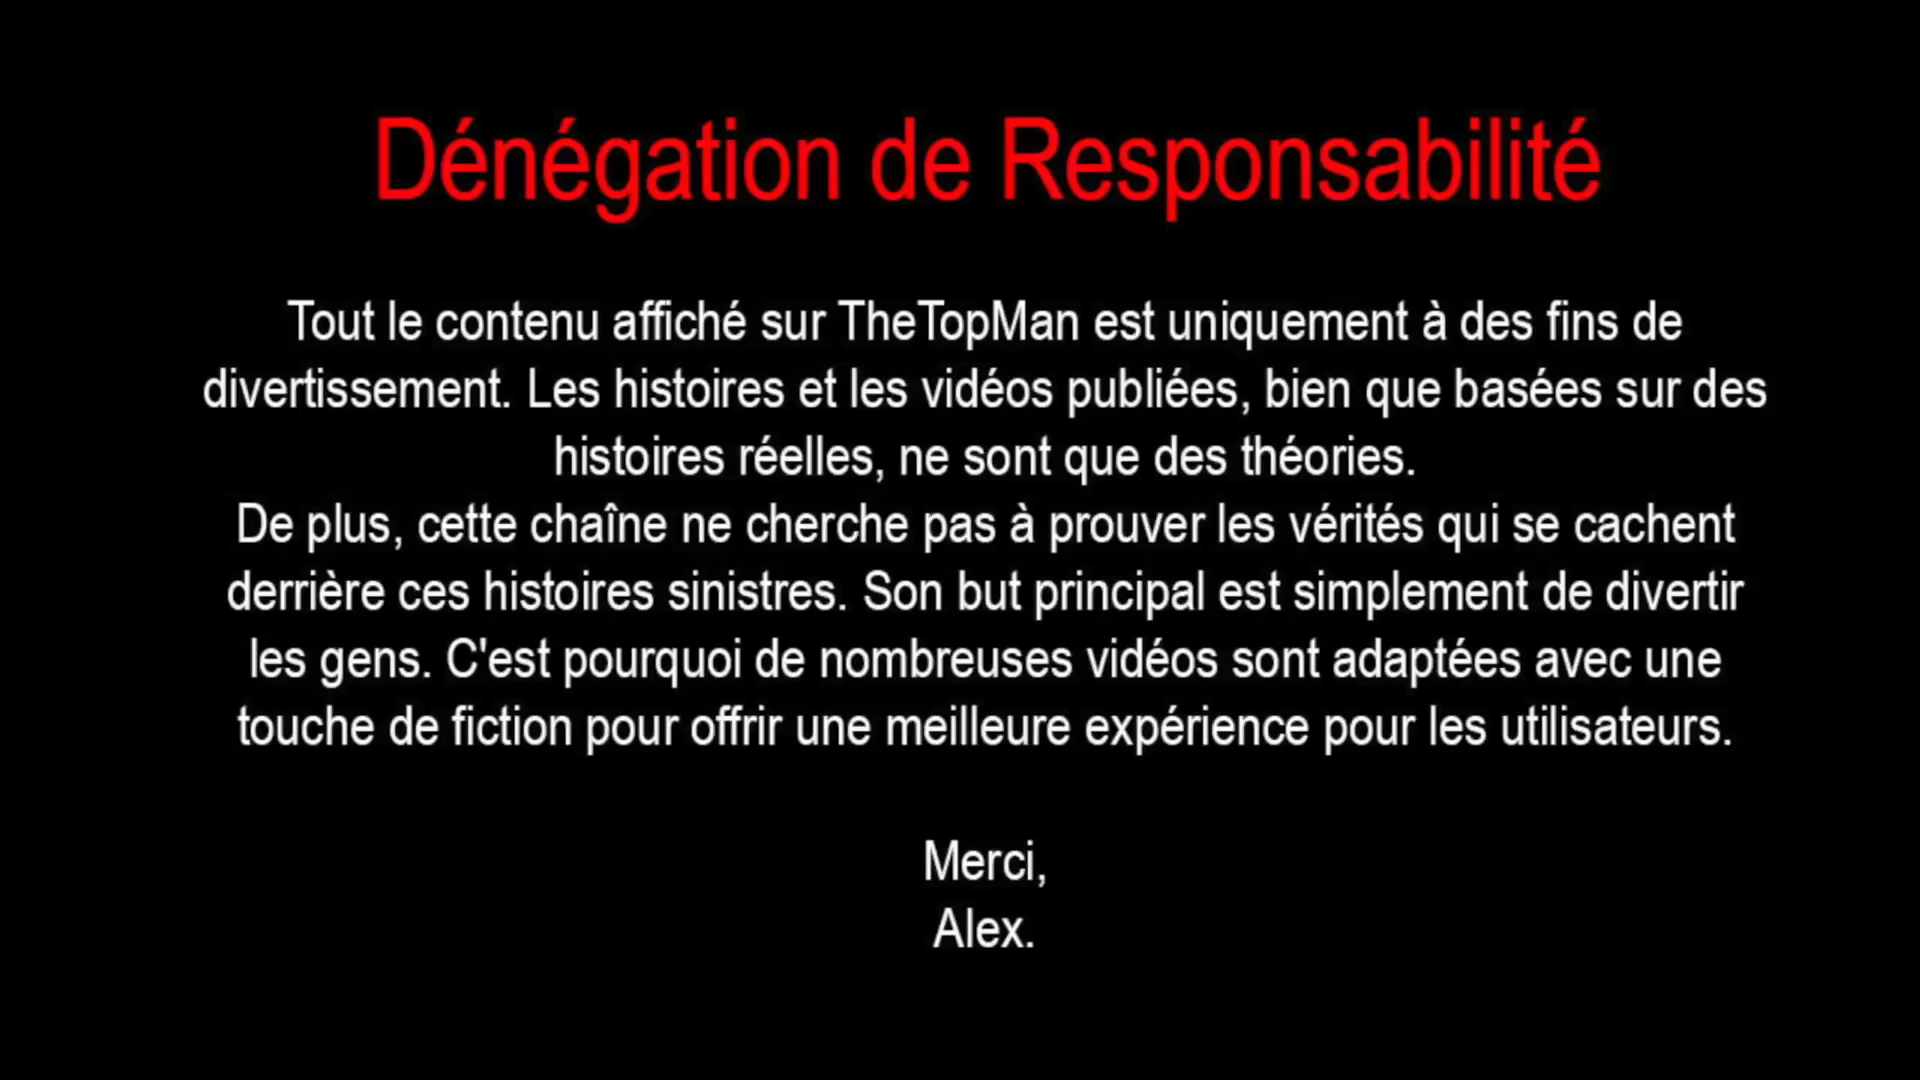 Dénégation de Responsabilité
Tout le contenu affiché sur TheTopMan est uniquement à des fins de
divertissement. Les histoires et les vidéos publiées, bien que basées sur des
histoires réelles, ne sont que des théories.
De plus, cette chaîne ne cherche pas à prouver les vérités qui se cachent
derrière ces histoires sinistres. Son but principal est simplement de divertir
les gens. C'est pourquoi de nombreuses vidéos sont adaptées avec une
touche de fiction pour offrir une meilleure expérience pour les utilisateurs.
Merci,
Alex.